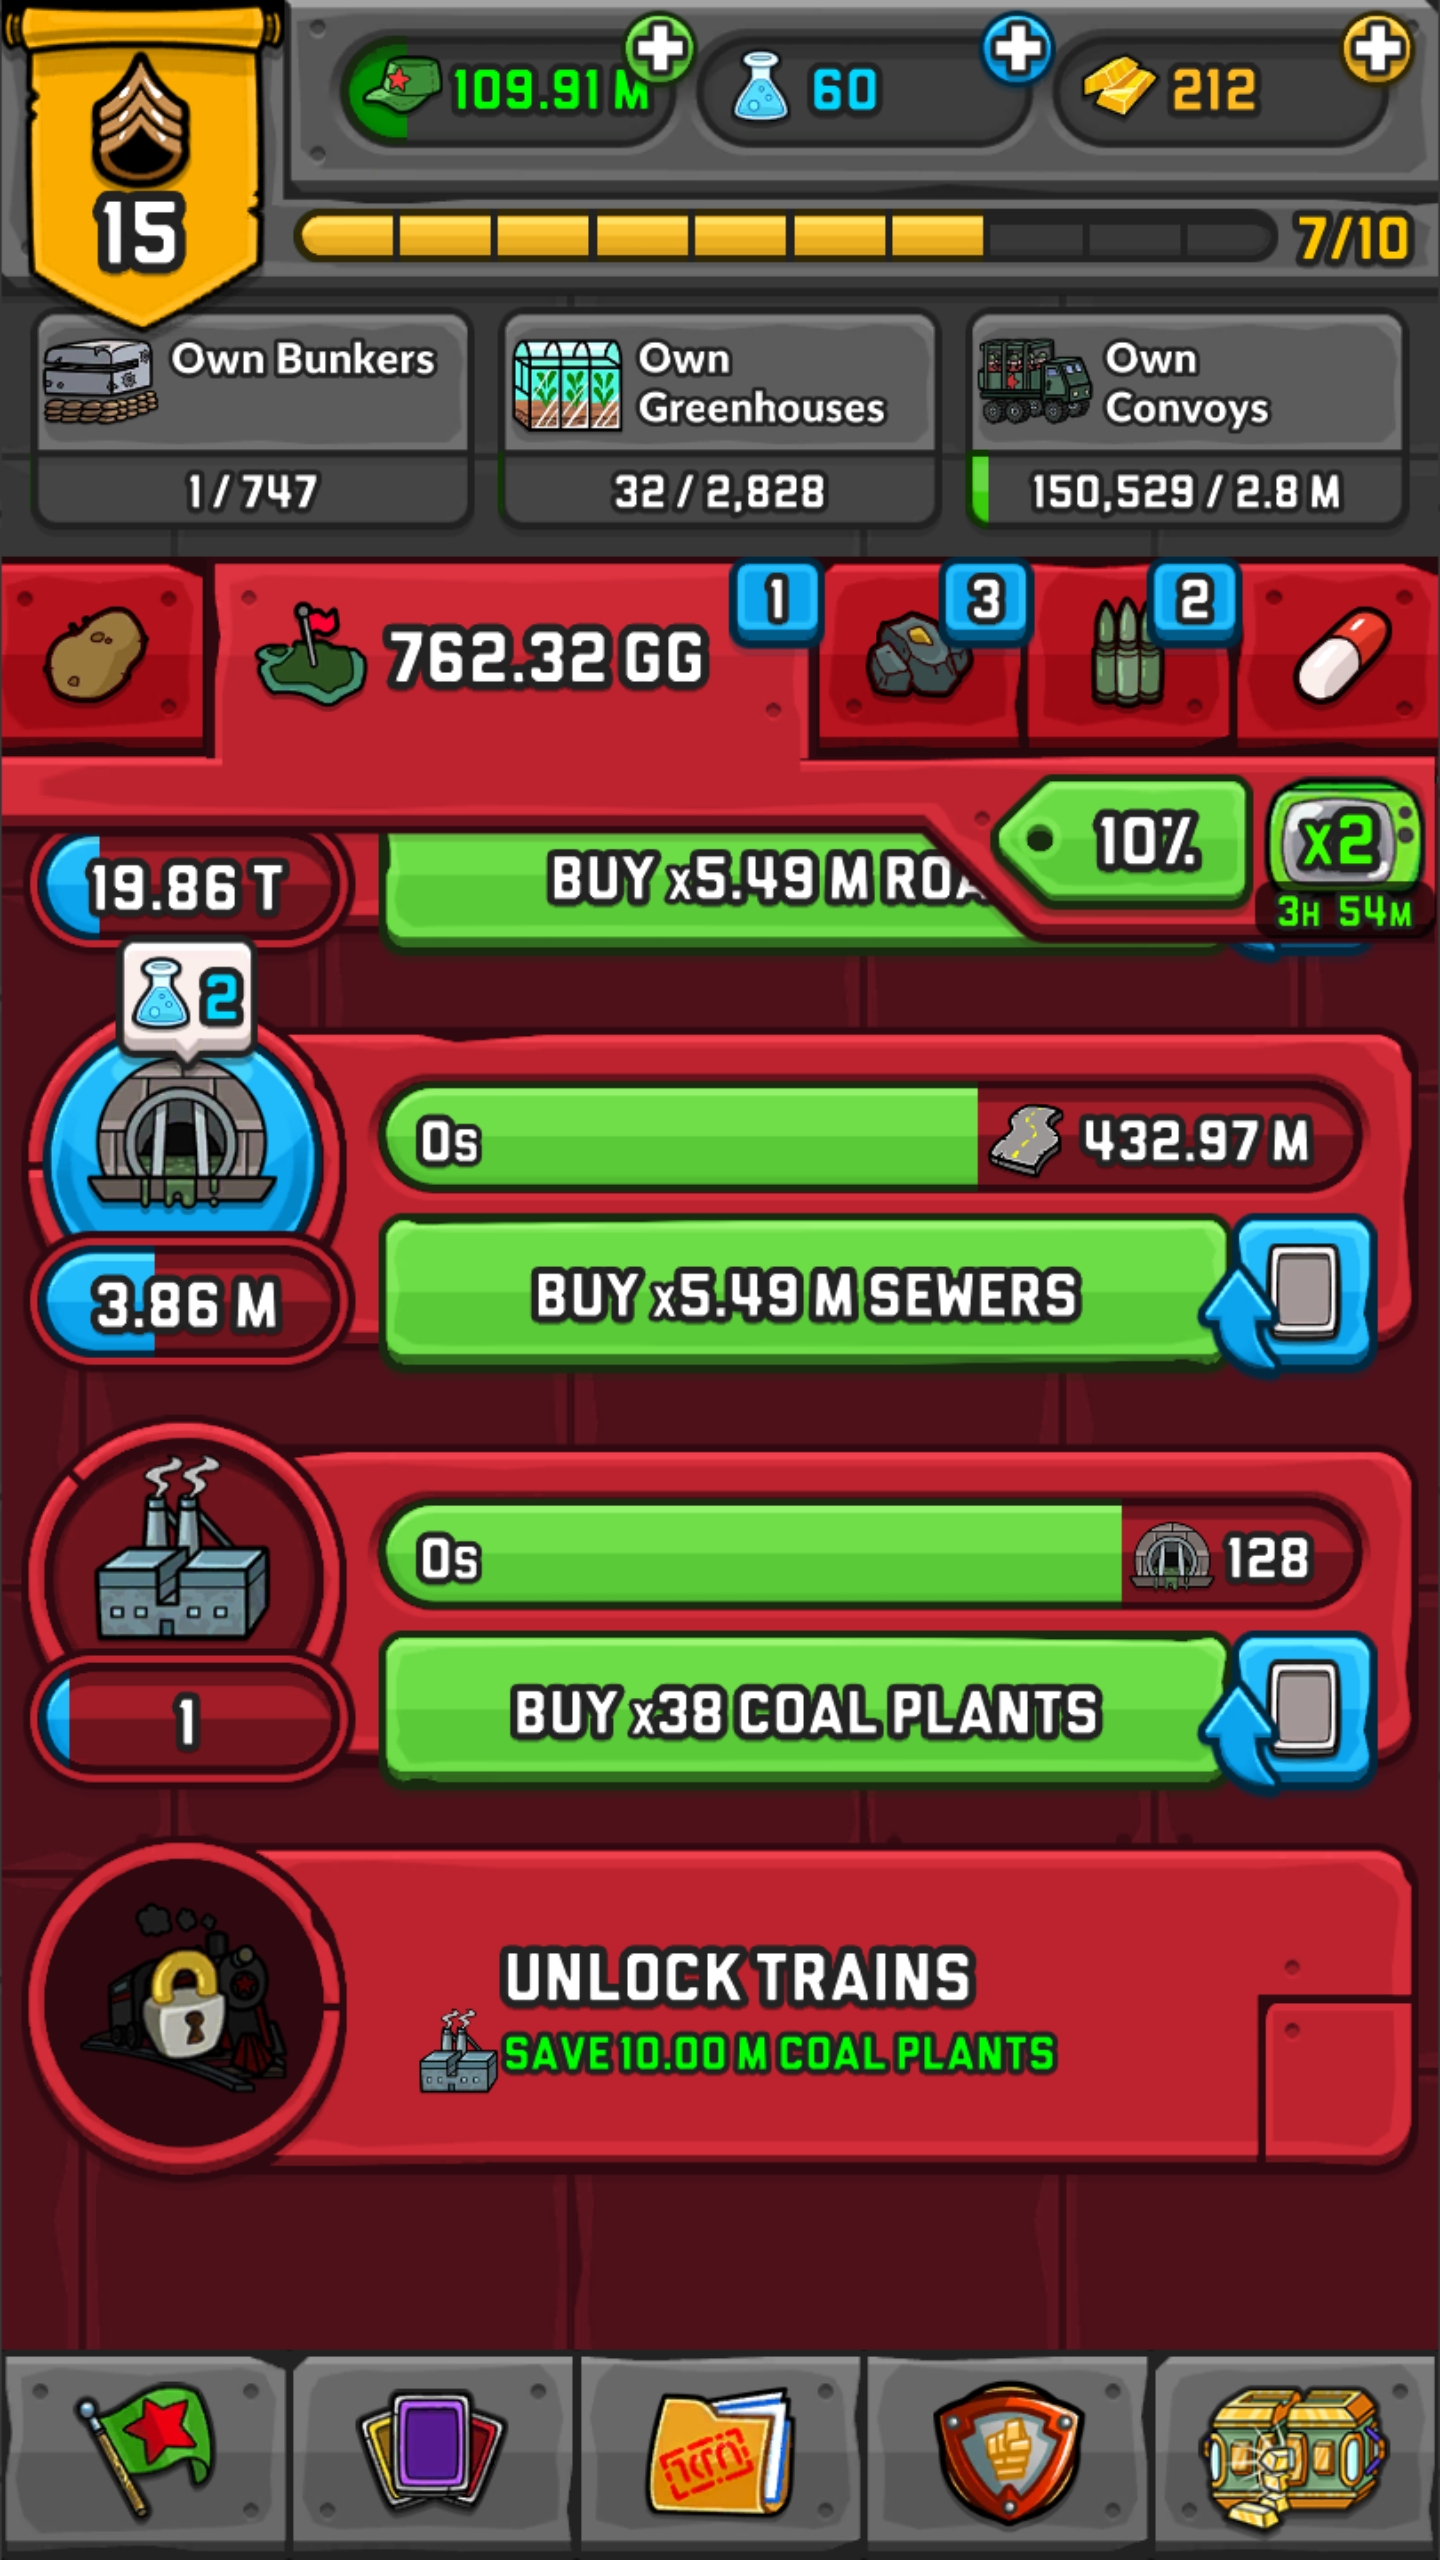 109.91 M
60
212
15
7/10
Own Bunkers
1 / 747
Own
Greenhouses
32 / 2,828
Own
Convoys
150,529 / 2.8 M
762.32 GG
1
3
2
10%
x2
3H 54M
19.86 T
BUY x5.49 M ROA
2
0s
432.97 M
3.86 M
BUY x5.49 M SEWERS
0s
128
1
BUY x38 COAL PLANTS
UNLOCK TRAINS
SAVE 10.00 M COAL PLANTS